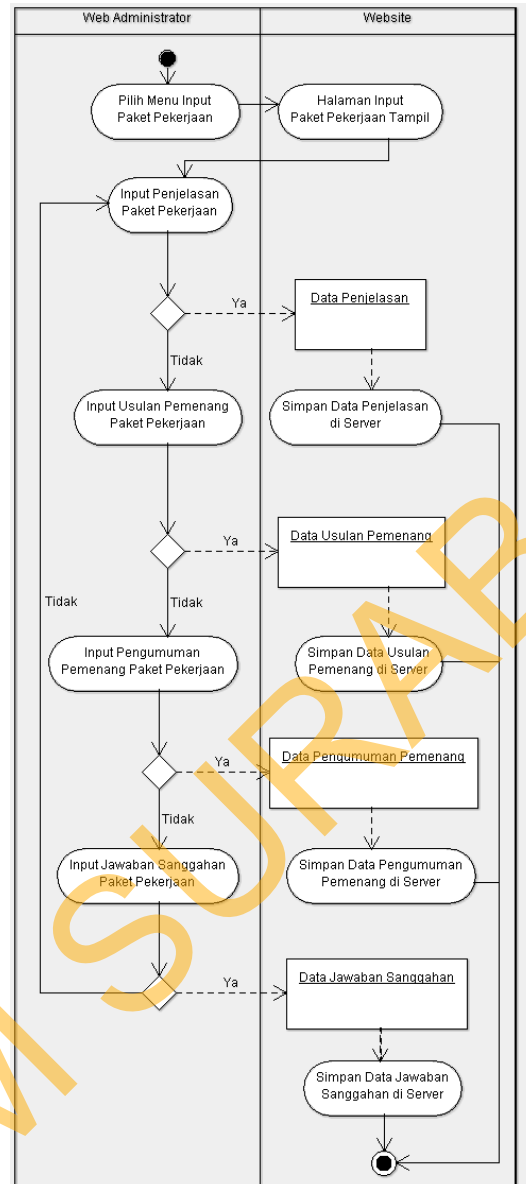 Web Administrator
Website
Pilih Menu Input
Paket Pekerjaan
Halaman Input
Paket Pekerjaan Tampil
Input Penjelasan
Paket Pekerjaan
Ya
Data Penjelasan
Tidak
Input Usulan Pemenang
Paket Pekerjaan
Simpan Data Penjelasan
di Server
Ya
Data Usulan Pemenang
Tidak
Tidak
Input Pengumuman
Pemenang Paket Pekerjaan
Simpan Data Usulan
Pemenang di Server
Ya
Data Pengumuman Pemenang
Tidak
Input Jawaban Sanggahan
Paket Pekerjaan
Simpan Data Pengumuman
Pemenang di Server
Ya
Data Jawaban Sanggahan
Simpan Data Jawaban
Sanggahan di Server
M SURAB